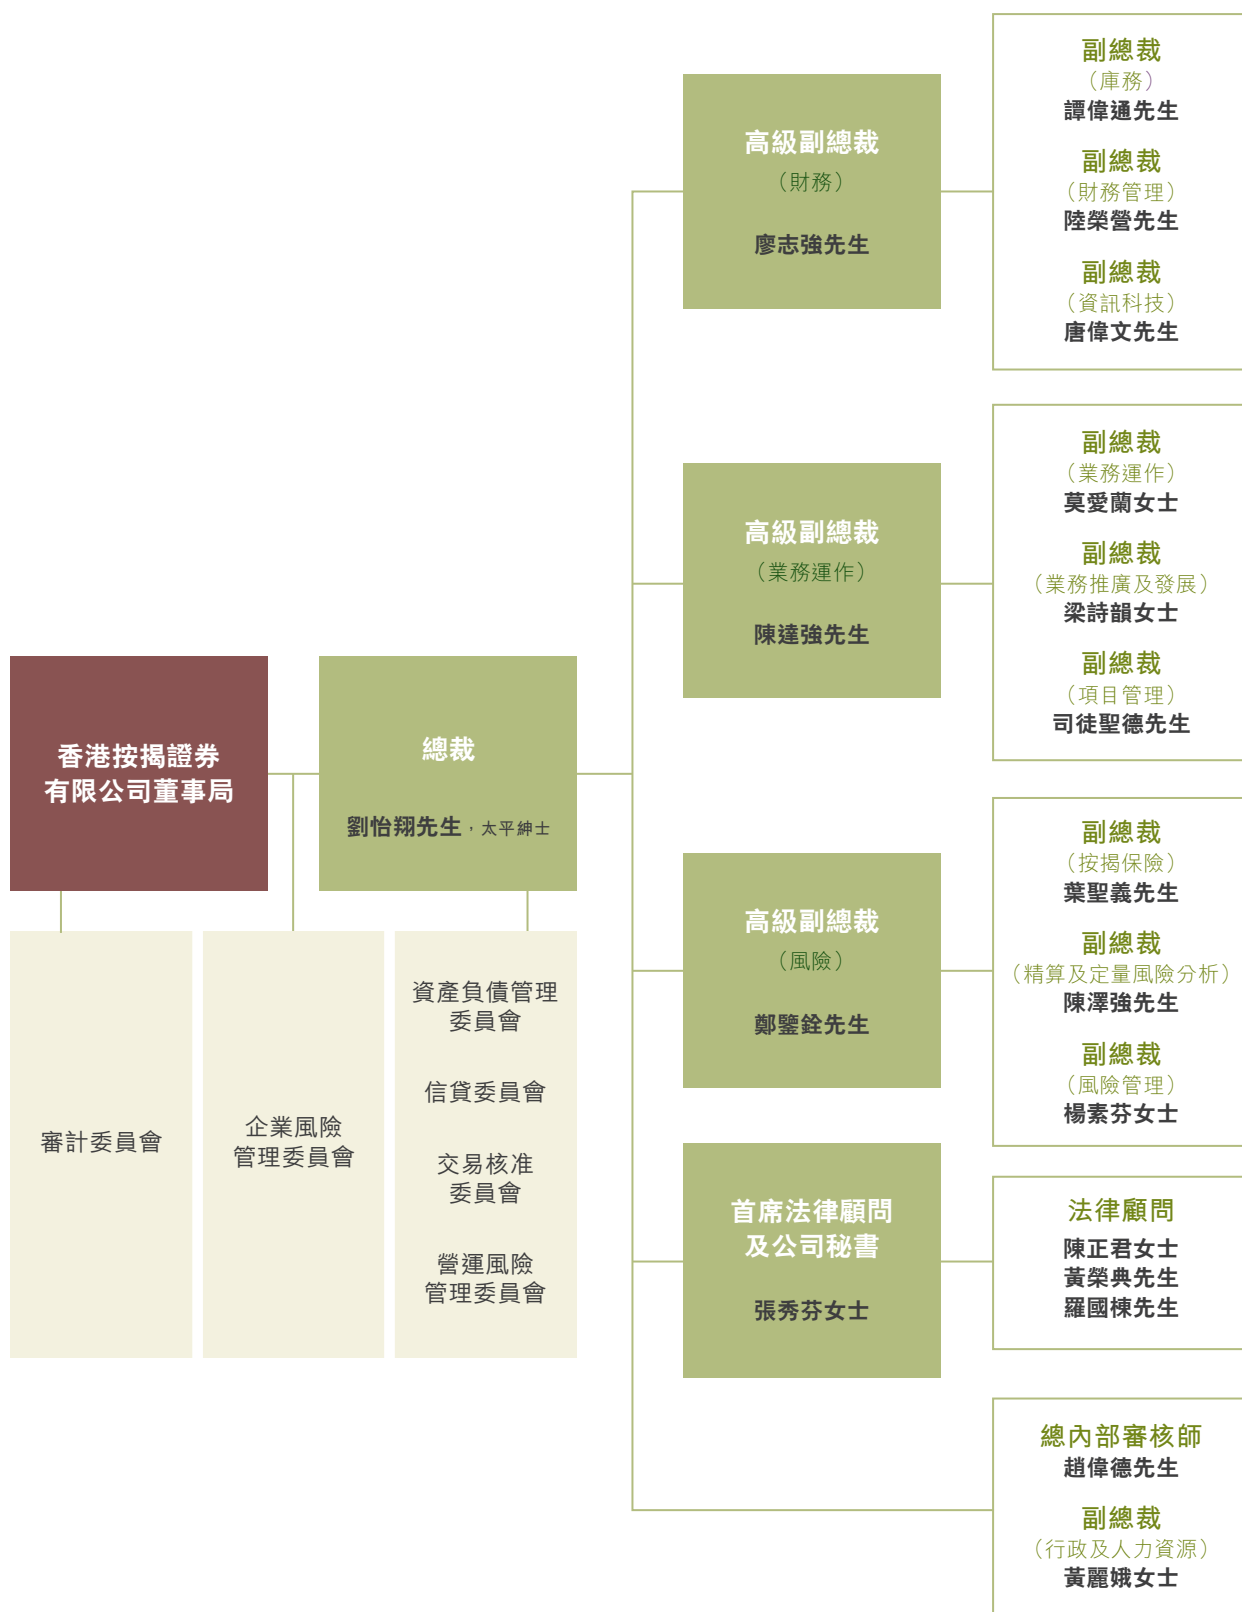 香港按揭證券
有限公司董事局
審計委員會
企業風險
管理委員會
總裁
劉怡翔先生，太平紳士
資產負債管理
委員會
信貸委員會
交易核准
委員會
營運風險
管理委員會
高級副總裁
（財務）
廖志強先生
副總裁
（庫務）
譚偉通先生
副總裁
（財務管理）
陸榮營先生
副總裁
（資訊科技）
唐偉文先生
高級副總裁
（業務運作）
陳達強先生
副總裁
（業務運作）
莫愛蘭女士
副總裁
（業務推廣及發展）
梁詩韻女士
副總裁
（項目管理）
司徒聖德先生
高級副總裁
（風險）
鄭鑒銓先生
副總裁
（按揭保險）
葉聖義先生
副總裁
（精算及定量風險分析）
陳澤強先生
副總裁
（風險管理）
楊素芬女士
首席法律顧問
及公司秘書
張秀芬女士
法律顧問
陳正君女士
黃榮典先生
羅國棟先生
總內部審核師
趙偉德先生
副總裁
（行政及人力資源）
黃麗娥女士